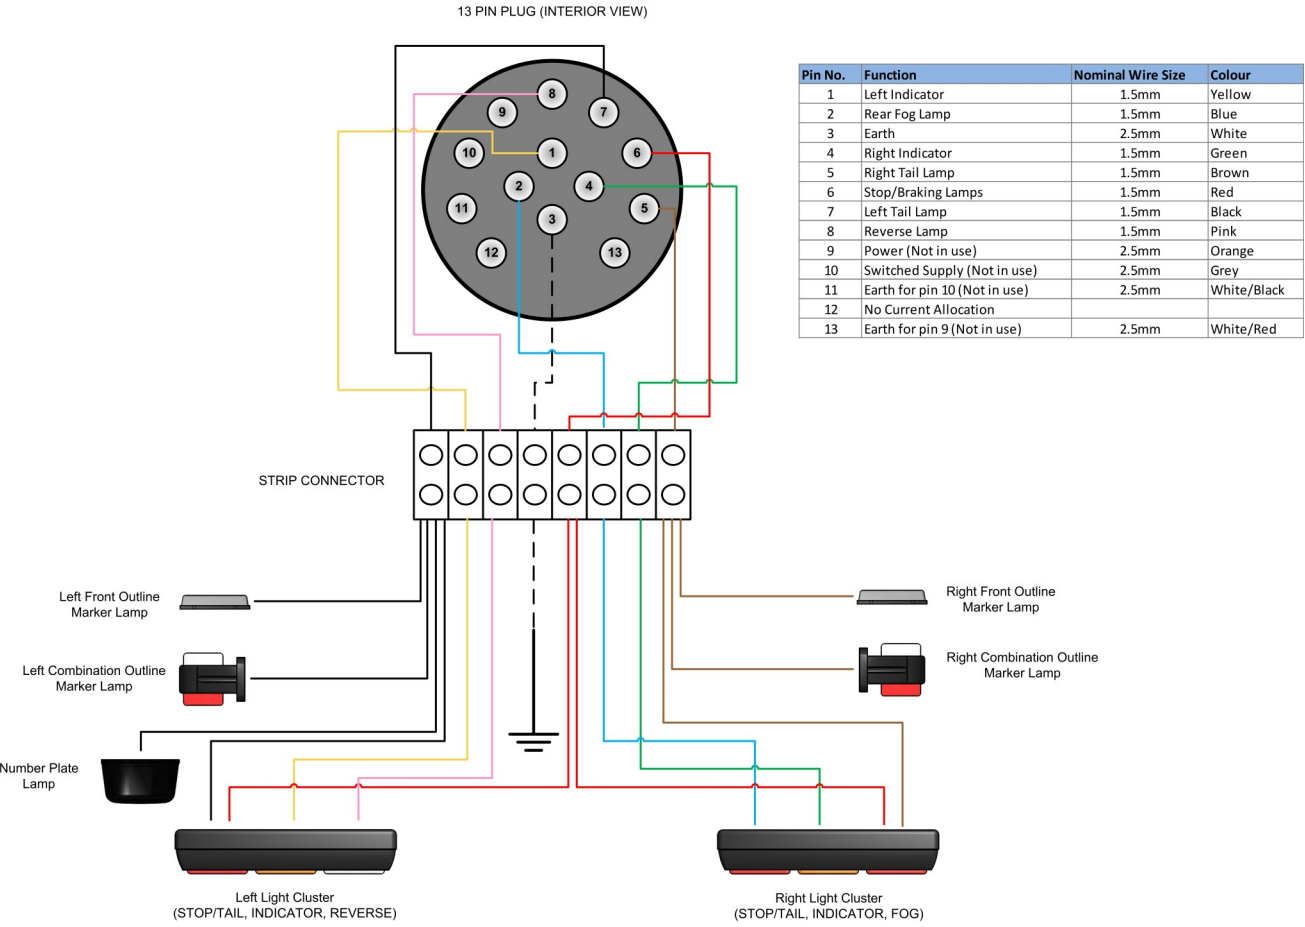 13 PIN PLUG (INTERIOR VIEW)
8
9
7
10
1
6
2
4
11
3
5
12
13
Pin No. Function Nominal Wire Size Colour
1 Left Indicator 1.5mm Yellow
2 Rear Fog Lamp 1.5mm Blue
3 Earth 2.5mm White
4 Right Indicator 1.5mm Green
5 Right Tail Lamp 1.5mm Brown
6 Stop/Braking Lamps 1.5mm Red
7 Left Tail Lamp 1.5mm Black
8 Reverse Lamp 1.5mm Pink
9 Power (Not in use) 2.5mm Orange
10 Switched Supply (Not in use) 2.5mm Grey
11 Earth for pin 10 (Not in use) 2.5mm White/Black
12 No Current Allocation
13 Earth for pin 9 (Not in use) 2.5mm White/Red
STRIP CONNECTOR
Left Front Outline
Marker Lamp
Right Front Outline
Marker Lamp
Left Combination Outline
Marker Lamp
Right Combination Outline
Marker Lamp
Number Plate
Lamp
Left Light Cluster
(STOP/TAIL, INDICATOR, REVERSE)
Right Light Cluster
(STOP/TAIL, INDICATOR, FOG)